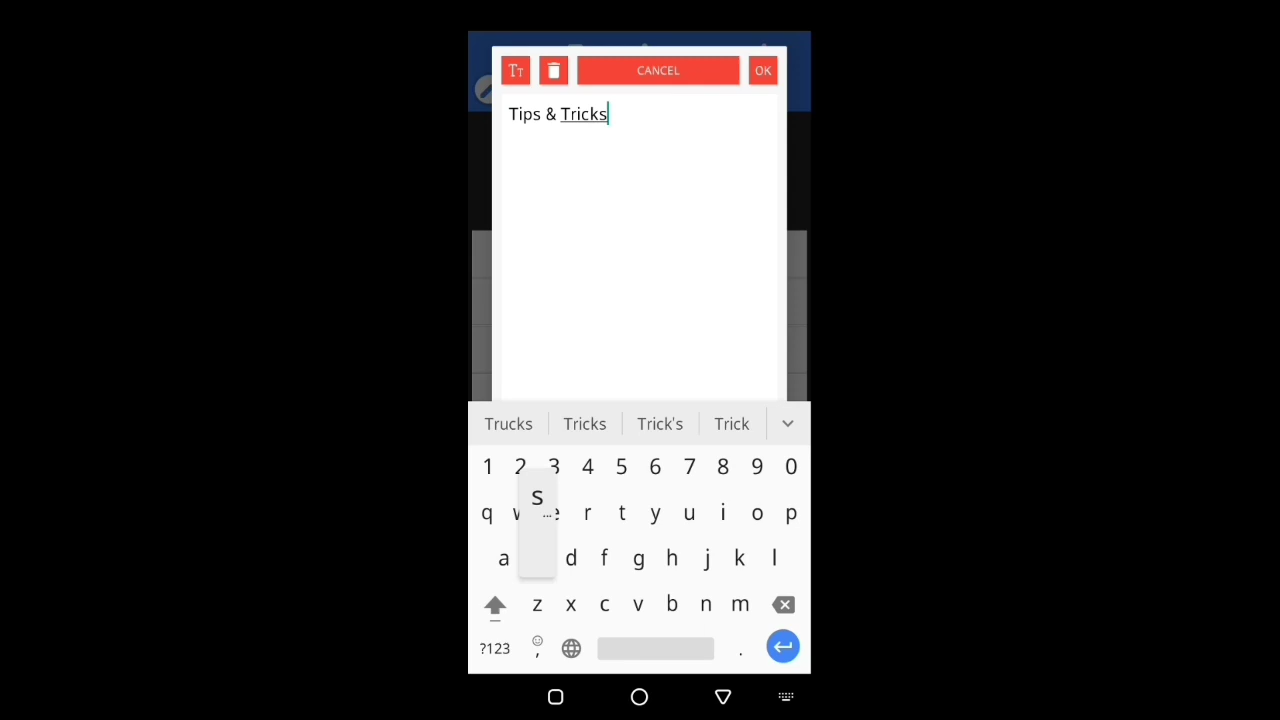 Tt CANCEL OK
Tips & Tricks
Trucks Tricks Trick's Trick
1 2 3 4 5 6 7 8 9 0
s
q w e r t y u i o p
a d f g h j k l
z x c v b n m
?123 , .